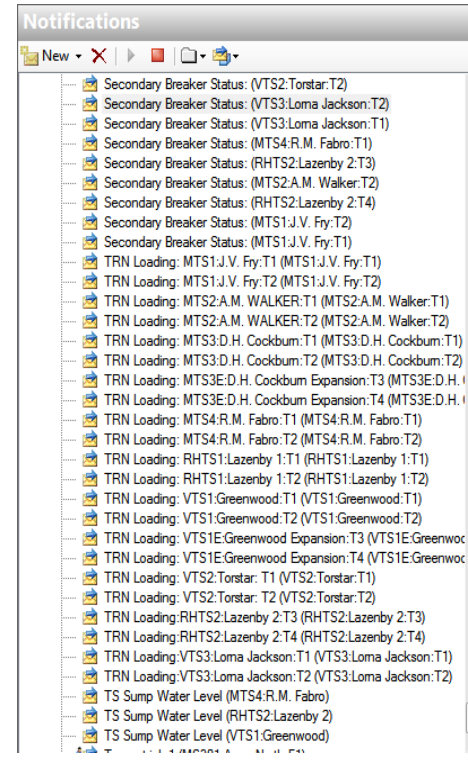 Notifications
New
Secondary Breaker Status: (VTS2:Torstar:T2)
Secondary Breaker Status: (VTS3:Lorna Jackson:T2)
Secondary Breaker Status: (VTS3:Lorna Jackson:T1)
Secondary Breaker Status: (MTS4:R.M. Fabro:T1)
Secondary Breaker Status: (RHTS2:Lazenby 2:T3)
Secondary Breaker Status: (MTS2:A.M. Walker:T2)
Secondary Breaker Status: (RHTS2:Lazenby 2:T4)
Secondary Breaker Status: (MTS1:J.V. Fry:T2)
Secondary Breaker Status: (MTS1:J.V. Fry:T1)
TRN Loading: MTS1:J.V. Fry:T1 (MTS1:J.V. Fry:T1)
TRN Loading: MTS1:J.V. Fry:T2 (MTS1:J.V. Fry:T2)
TRN Loading: MTS2:A.M. WALKER:T1 (MTS2:A.M. Walker:T1)
TRN Loading: MTS2:A.M. WALKER:T2 (MTS2:A.M. Walker:T2)
TRN Loading: MTS3:D.H. Cockburn:T1 (MTS3:D.H. Cockburn:T1)
TRN Loading: MTS3:D.H. Cockburn:T2 (MTS3:D.H. Cockburn:T2)
TRN Loading: MTS3E:D.H. Cockburn Expansion:T3 (MTS3E:D.H.
TRN Loading: MTS3E:D.H. Cockburn Expansion:T4 (MTS3E:D.H.
TRN Loading: MTS4:R.M. Fabro:T1 (MTS4:R.M. Fabro:T1)
TRN Loading: MTS4:R.M. Fabro:T2 (MTS4:R.M. Fabro:T2)
TRN Loading: RHTS1:Lazenby 1:T1 (RHTS1:Lazenby 1:T1)
TRN Loading: RHTS1:Lazenby 1:T2 (RHTS1:Lazenby 1:T2)
TRN Loading: VTS1:Greenwood:T1 (VTS1:Greenwood:T1)
TRN Loading: VTS1:Greenwood:T2 (VTS1:Greenwood:T2)
TRN Loading: VTS1E:Greenwood Expansion:T3 (VTS1E:Greenwoo
TRN Loading: VTS1E:Greenwood Expansion:T4 (VTS1E:Greenwoo
TRN Loading: VTS2:Torstar: T1 (VTS2:Torstar:T1)
TRN Loading: VTS2:Torstar: T2 (VTS2:Torstar:T2)
TRN Loading:RHTS2:Lazenby 2:T3 (RHTS2:Lazenby 2:T3)
TRN Loading:RHTS2:Lazenby 2:T4 (RHTS2:Lazenby 2:T4)
TRN Loading:VTS3:Lorna Jackson:T1 (VTS3:Lorna Jackson:T1)
TRN Loading:VTS3:Lorna Jackson:T2 (VTS3:Lorna Jackson:T2)
TS Sump Water Level (MTS4:R.M. Fabro)
TS Sump Water Level (RHTS2:Lazenby 2)
TS Sump Water Level (VTS1:Greenwood)